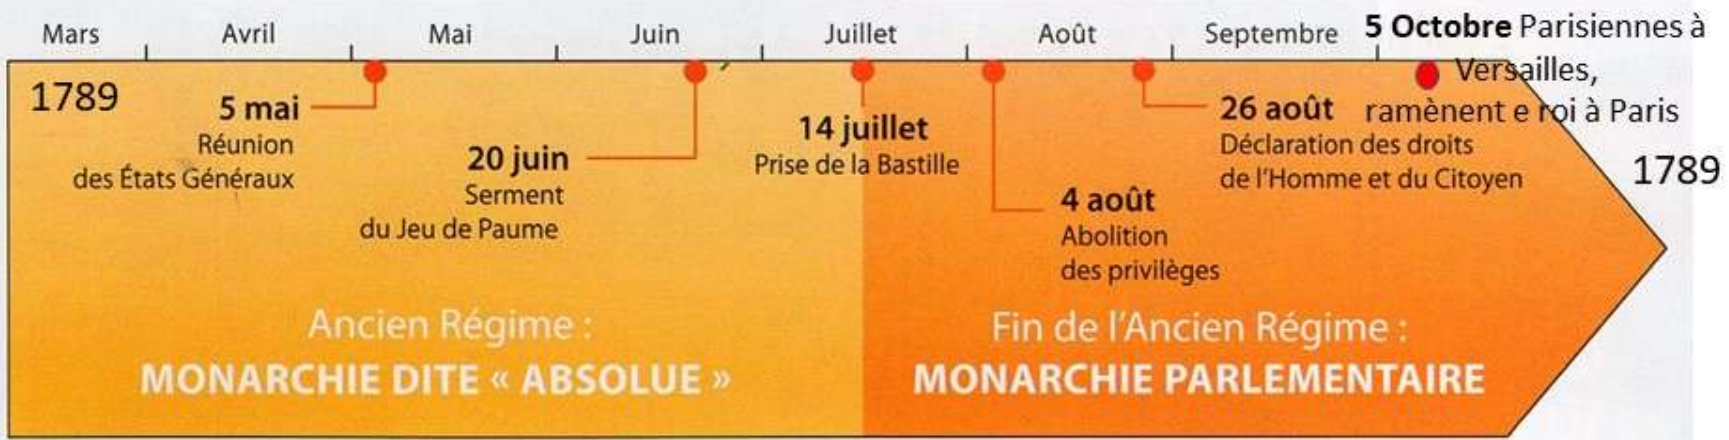 Mars
Avril
Mai
Juin
Juillet
Août
Septembre
5 Octobre Parisiennes à
Versailles,
ramènent e roi à Paris
1789
5 mai
Réunion
des États Généraux
20 juin
Serment
du Jeu de Paume
14 juillet
Prise de la Bastille
4 août
Abolition
des privilèges
26 août
Déclaration des droits
de l'Homme et du Citoyen
1789
Ancien Régime :
MONARCHIE DITE « ABSOLUE »
Fin de l'Ancien Régime :
MONARCHIE PARLEMENTAIRE